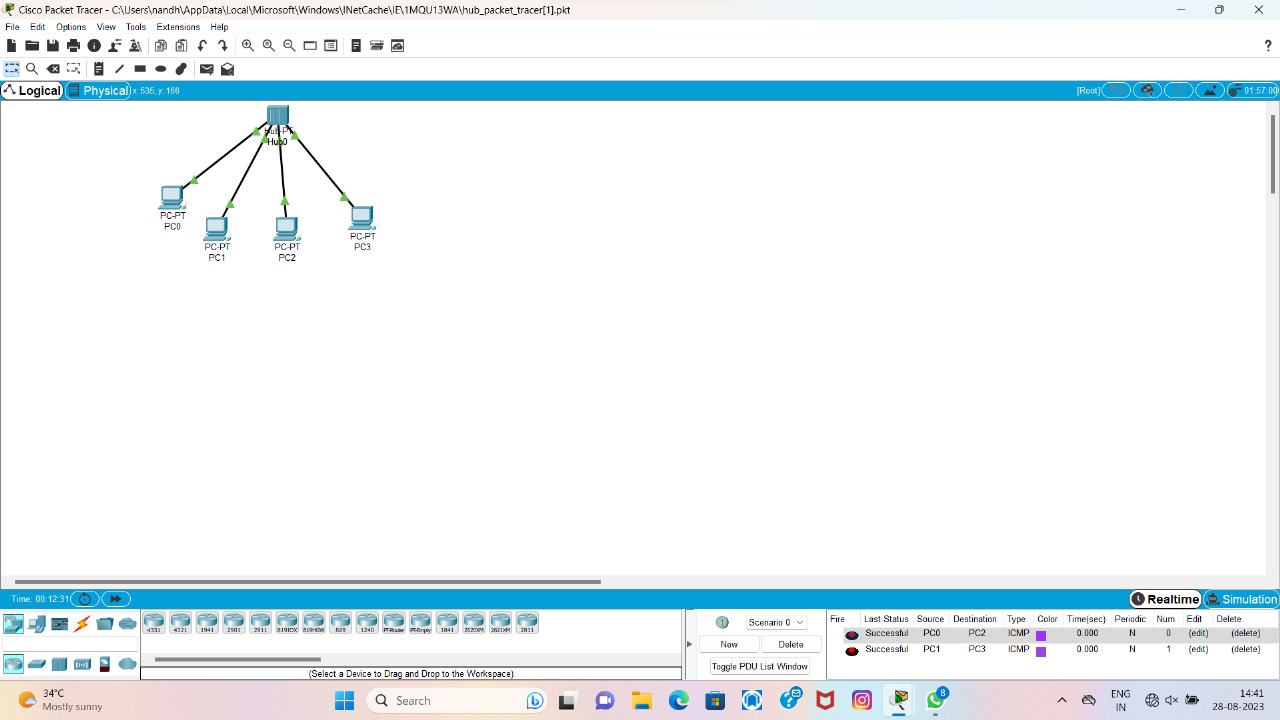 Cisco Packet Tracer - C:\Users\nandh\AppData\Local\Microsoft\Windows\INetCache\IE\1MQU13WA\hub_packet_tracer[1].pkt
File Edit Options View Tools Extensions Help
?
Logical Physical x: 535, y: 166 [Root] 01:57:00
Hub-PT
Hub0
PC-PT
PC0
PC-PT
PC1
PC-PT
PC2
PC-PT
PC3
Time: 00:12:31 Realtime Simulation
4331 4321 1941 2901 2911 819IOX 819HGW 829 1240 PT-Router PT-Empty 1841 2620XM 2621XM 2811
(Select a Device to Drag and Drop to the Workspace)
Scenario 0
New Delete
Toggle PDU List Window
Fire Last Status Source Destination Type Color Time(sec) Periodic Num Edit Delete
Successful PC0 PC2 ICMP 0.000 N 0 (edit) (delete)
Successful PC1 PC3 ICMP 0.000 N 1 (edit) (delete)
34°C
Mostly sunny
Search
8
ENG
IN
14:41
28-08-2023